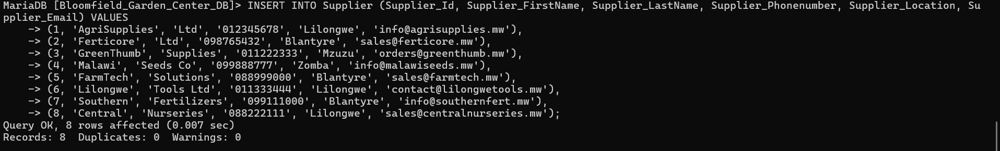 MariaDB [Bloomfield_Garden_Center_DB]> INSERT INTO Supplier (Supplier_Id, Supplier_FirstName, Supplier_LastName, Supplier_Phonenumber, Supplier_Location, Su
pplier_Email) VALUES
    -> (1, 'AgriSupplies', 'Ltd', '012345678', 'Lilongwe', 'info@agrisupplies.mw'),
    -> (2, 'Ferticore', 'Ltd', '098765432', 'Blantyre', 'sales@ferticore.mw'),
    -> (3, 'GreenThumb', 'Supplies', '011222333', 'Mzuzu', 'orders@greenthumb.mw'),
    -> (4, 'Malawi', 'Seeds Co', '099888777', 'Zomba', 'info@malawiseeds.mw'),
    -> (5, 'FarmTech', 'Solutions', '088999000', 'Blantyre', 'sales@farmtech.mw'),
    -> (6, 'Lilongwe', 'Tools Ltd', '011333444', 'Lilongwe', 'contact@lilongwetools.mw'),
    -> (7, 'Southern', 'Fertilizers', '099111000', 'Blantyre', 'info@southernfert.mw'),
    -> (8, 'Central', 'Nurseries', '088222111', 'Lilongwe', 'sales@centralnurseries.mw');
Query OK, 8 rows affected (0.007 sec)
Records: 8  Duplicates: 0  Warnings: 0